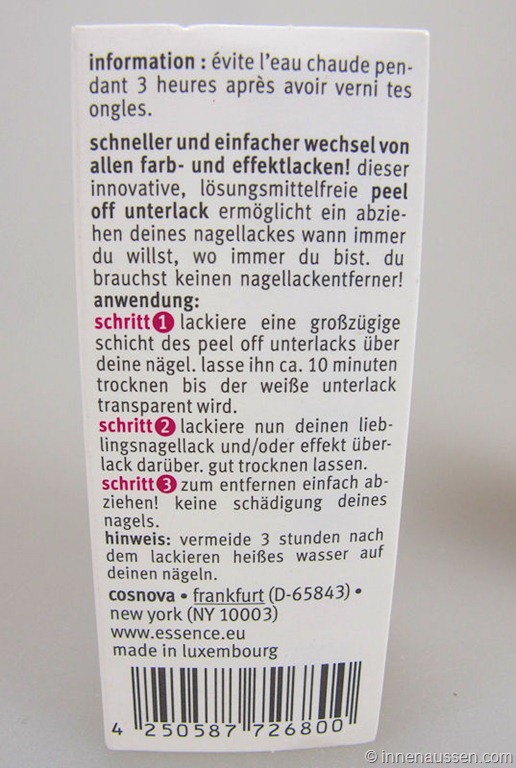 information : évite l'eau chaude pen-
dant 3 heures après avoir verni tes
ongles.
schneller und einfacher wechsel von
allen farb- und effektlacken! dieser
innovative, lösungsmittelfreie peel
off unterlack ermöglicht ein abzie-
hen deines nagellackes wann immer
du willst, wo immer du bist. du
brauchst keinen nagellackentferner!
anwendung:
schritt 1 lackiere eine großzügige
schicht des peel off unterlacks über
deine nägel. lasse ihn ca. 10 minuten
trocknen bis der weiße unterlack
transparent wird.
schritt 2 lackiere nun deinen lieb-
lingsnagellack und/oder effekt über-
lack darüber. gut trocknen lassen.
schritt 3 zum entfernen einfach ab-
ziehen! keine schädigung deines
nagels.
hinweis: vermeide 3 stunden nach
dem lackieren heißes wasser auf
deinen nägeln.
cosnova • frankfurt (D-65843) •
new york (NY 10003)
www.essence.eu
made in luxembourg
4 250587 726800
© innenaussen.com